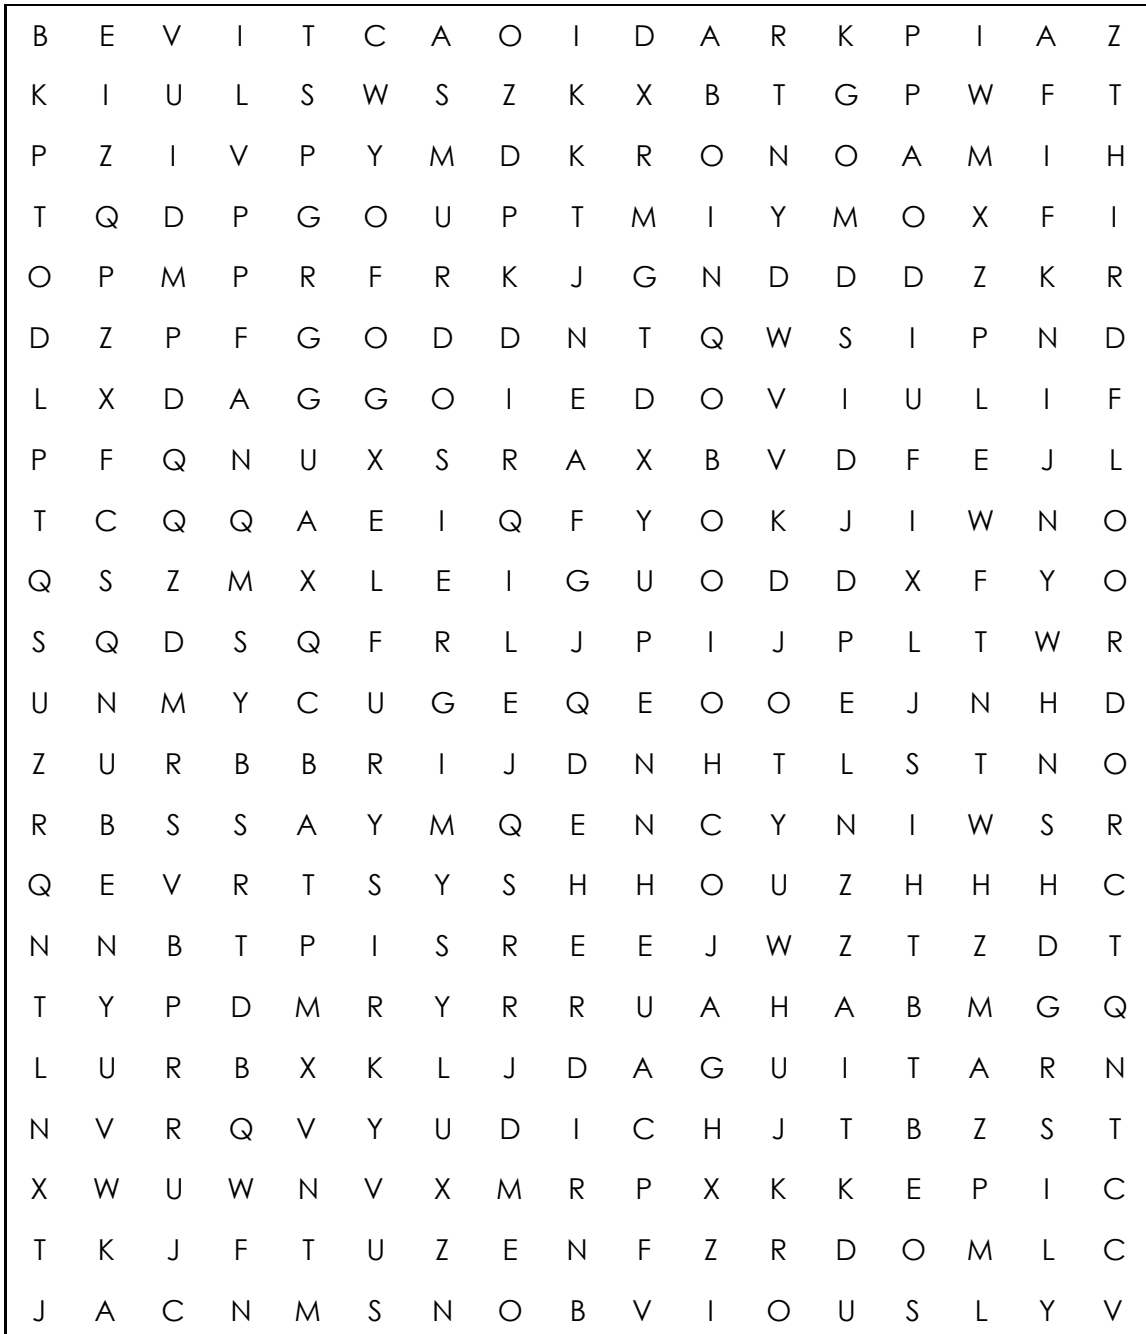 B E V I T C A O I D A R K P I A Z
K I U L S W S Z K X B T G P W F T
P Z I V P Y M D K R O N O A M I H
T Q D P G O U P T M I Y M O X F I
O P M P R F R K J G N D D D Z K R
D Z P F G O D D N T Q W S I P N D
L X D A G G O I E D O V I U L I F
P F Q N U X S R A X B V D F E J L
T C Q Q A E I Q F Y O K J I W N O
Q S Z M X L E I G U O D D X F Y O
S Q D S Q F R L J P I J P L T W R
U N M Y C U G E Q E O O E J N H D
Z U R B B R I J D N H T L S T N O
R B S S A Y M Q E N C Y N I W S R
Q E V R T S Y S H H O U Z H H H C
N N B T P I S R E E J W Z T Z D T
T Y P D M R Y R R U A H A B M G Q
L U R B X K L J D A G U I T A R N
N V R Q V Y U D I C H J T B Z S T
X W U W N V X M R P X K K E P I C
T K J F T U Z E N F Z R D O M L C
J A C N M S N O B V I O U S L Y V